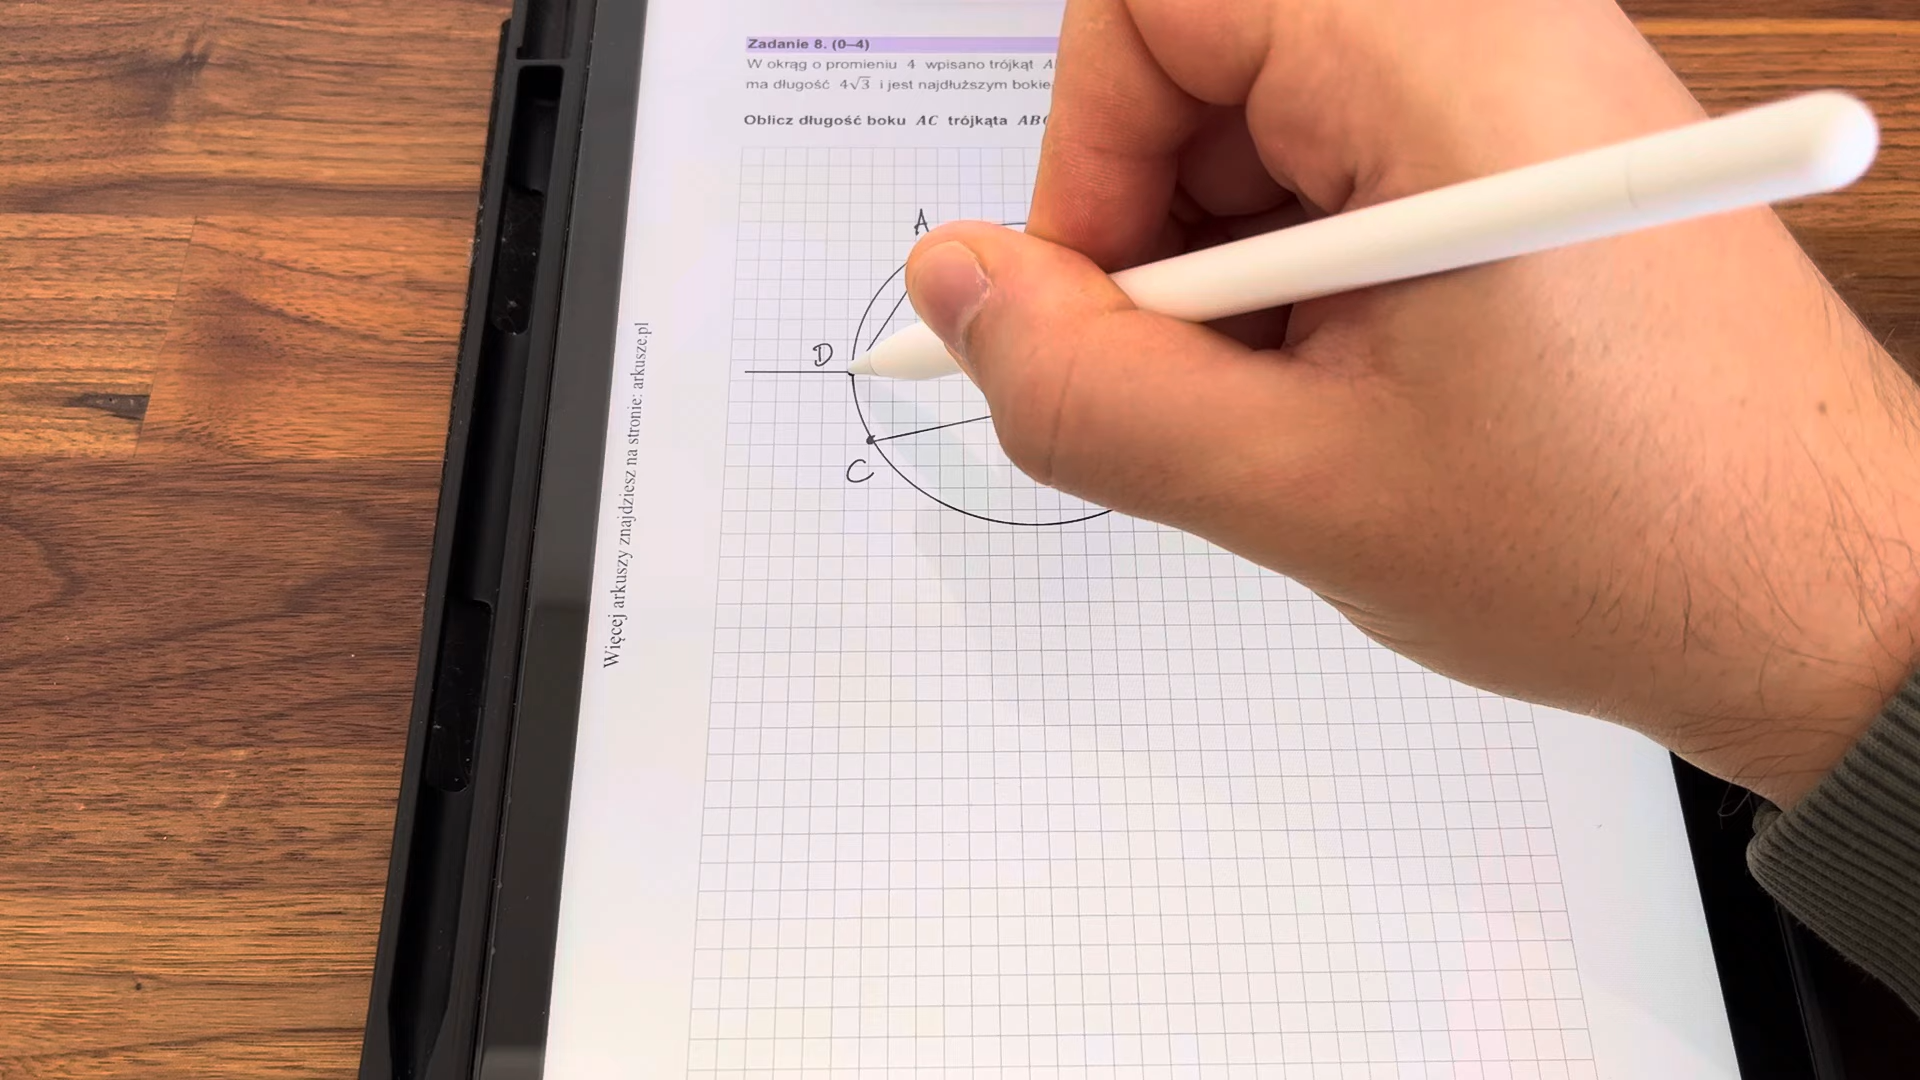 Zadanie 8. (0–4)
W okrąg o promieniu 4 wpisano trójkąt
ma długość 4√3 i jest najdłuższym
Oblicz długość boku AC trójkąta
A
D
C
Więcej arkuszy znajdziesz na stronie: arkusze.pl